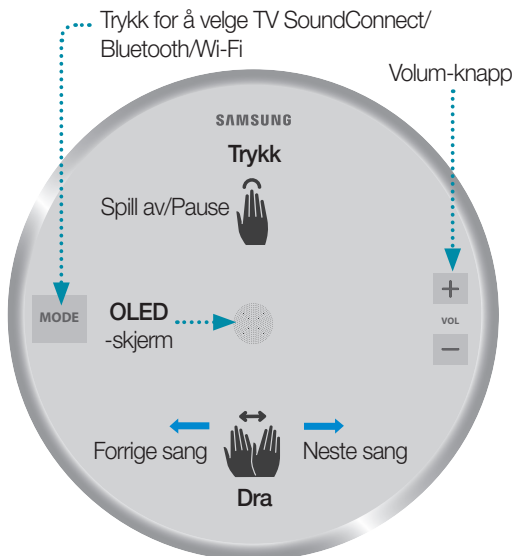 Trykk for å velge TV SoundConnect/
Bluetooth/Wi-Fi
Volum-knapp
SAMSUNG
Trykk
Spill av/Pause
MODE
OLED
-skjerm
+
VOL
−
Forrige sang
Neste sang
Dra